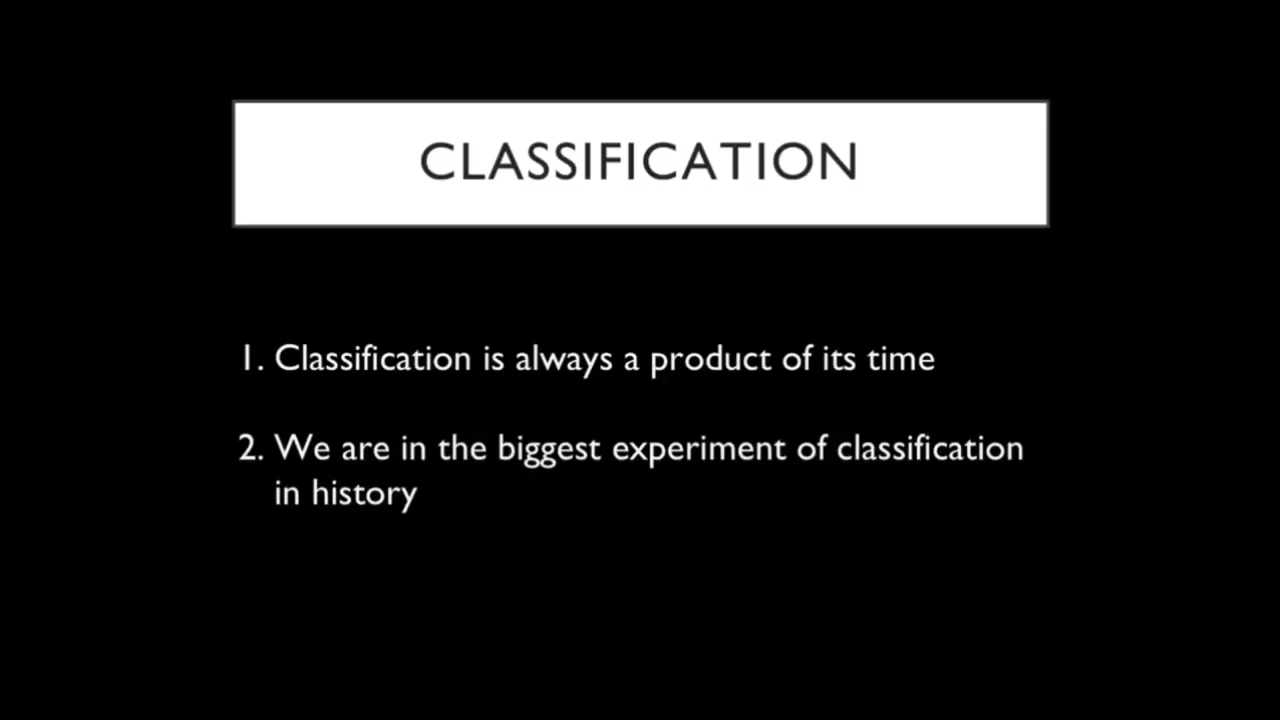 CLASSIFICATION
1. Classification is always a product of its time
2. We are in the biggest experiment of classification
in history